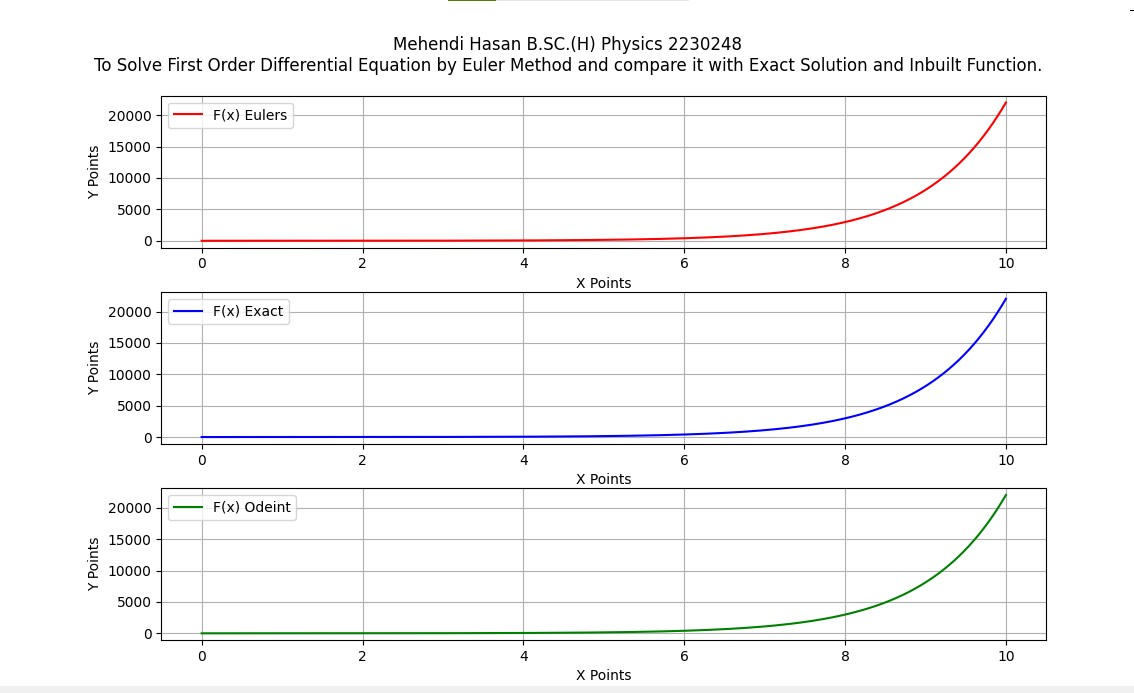 Mehendi Hasan B.SC.(H) Physics 2230248
To Solve First Order Differential Equation by Euler Method and compare it with Exact Solution and Inbuilt Function.
F(x) Eulers
Y Points
20000
15000
10000
5000
0
0 2 4 6 8 10
X Points
F(x) Exact
Y Points
20000
15000
10000
5000
0
0 2 4 6 8 10
X Points
F(x) Odeint
Y Points
20000
15000
10000
5000
0
0 2 4 6 8 10
X Points